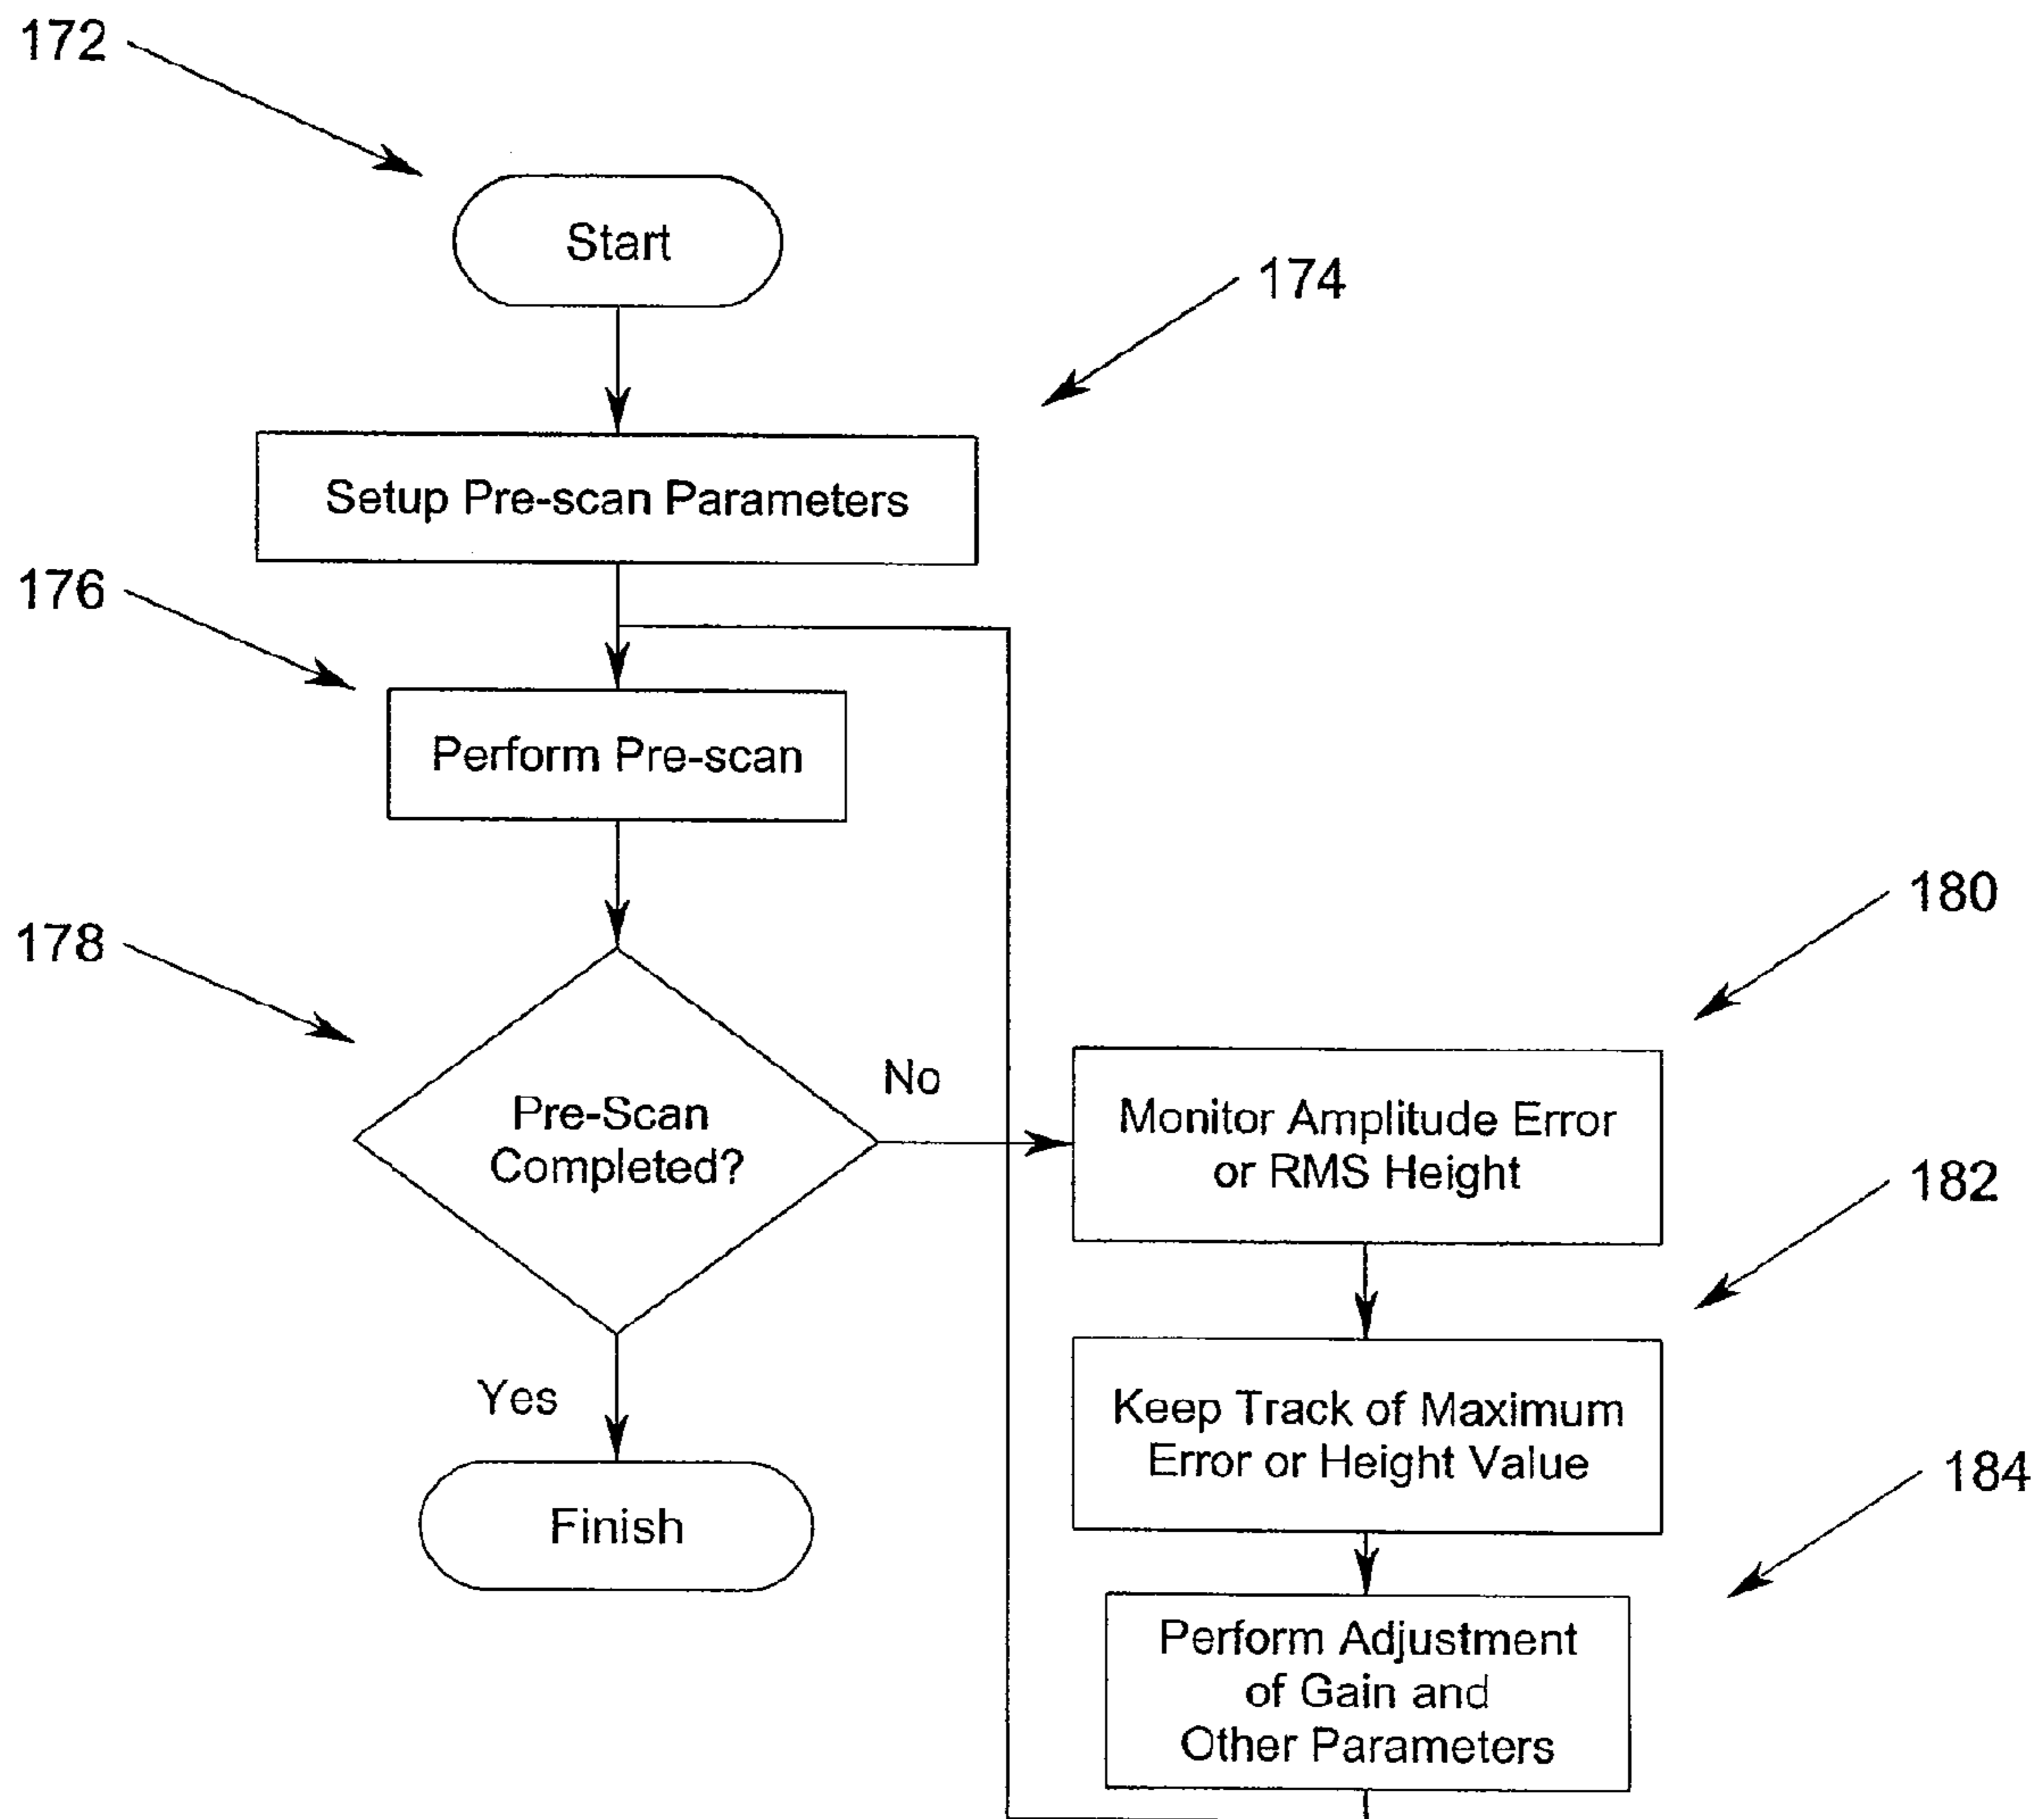 172
Start
174
Setup Pre-scan Parameters
176
Perform Pre-scan
178
Pre-Scan
Completed?
No
Yes
Finish
180
Monitor Amplitude Error
or RMS Height
182
Keep Track of Maximum
Error or Height Value
184
Perform Adjustment
of Gain and
Other Parameters